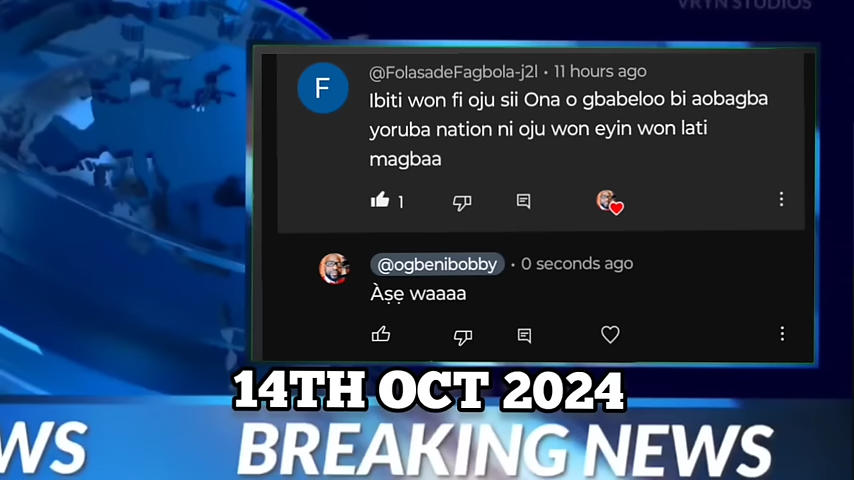 VRYN STUDIOS
F
@FolasadeFagbola-j2l • 11 hours ago
Ibiti won fi oju sii Ona o gbabeloo bi aobagba
yoruba nation ni oju won eyin won lati
magbaa
1
@ogbenibobby • 0 seconds ago
Àṣẹ waaaa
14TH OCT 2024
WS BREAKING NEWS